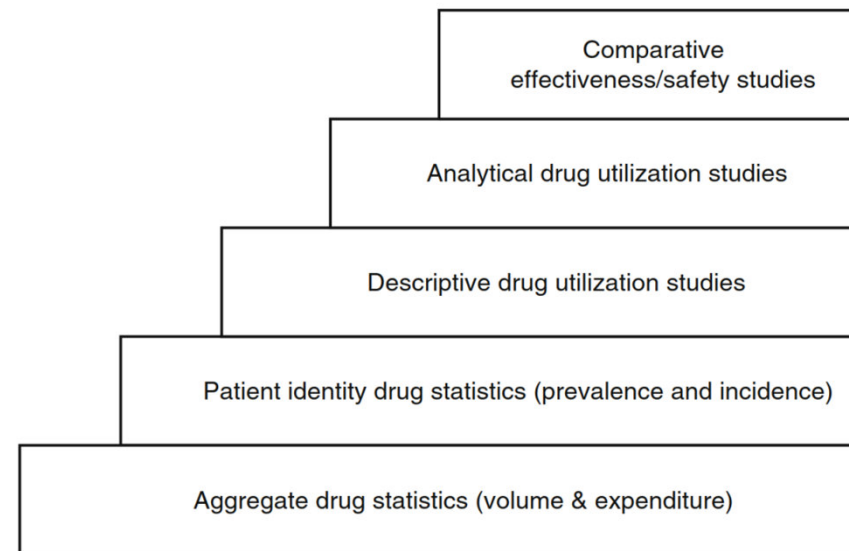 Comparative
effectiveness/safety studies
Analytical drug utilization studies
Descriptive drug utilization studies
Patient identity drug statistics (prevalence and incidence)
Aggregate drug statistics (volume & expenditure)